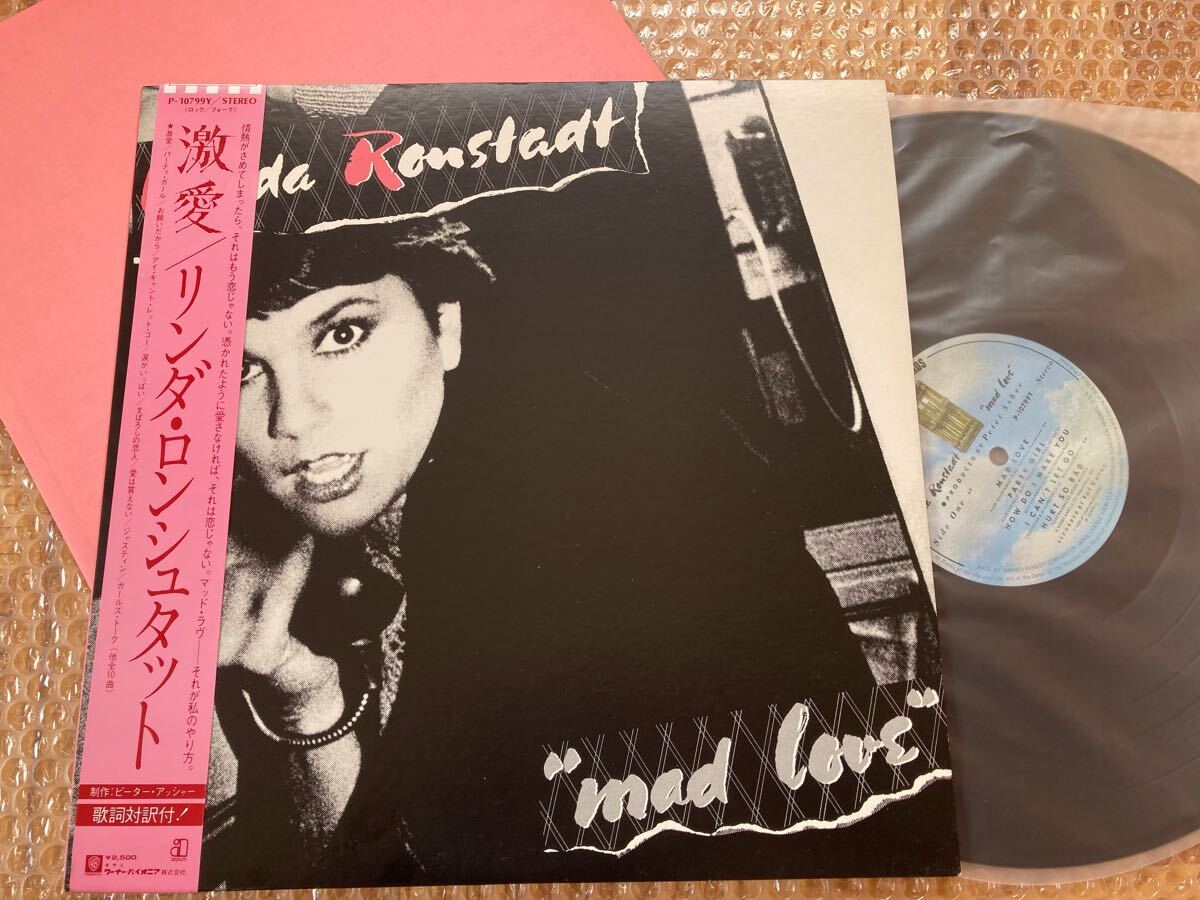 P-10799Y/STEREO
(ロック/フォーク)
激愛/リンダ・ロンシュタット
情熱がさめてしまったら、それはもう恋じゃない。憑かれたように愛さなければ、それは恋じゃない。マッド・ラヴ――それが私のやり方。
★激愛/パーティ・ガール/お願いだから/アイ・キャント・レット・ゴー/涙がいっぱい/まぼろしの恋人/愛は買えない/ジャスティン/ガールズ・トーク(他全10曲)
制作:ピーター・アッシャー
歌詞対訳付!
¥2,500
ワーナー・パイオニア株式会社
asylum
da Ronstadt
"mad love"
DS
Ronstadt "mad love"
PRODUCED BY Peter Asher
Side One
P-10799Y Stereo
MAD LOVE
PARTY GIRL
HOW DO I MAKE YOU
I CAN'T LET GO
HURT SO BAD